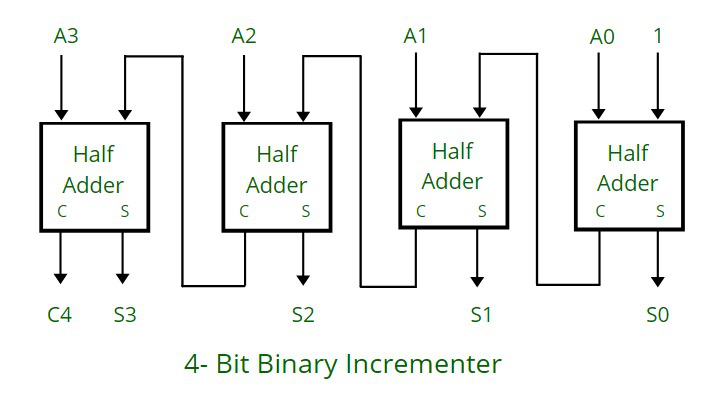 A3 A2 A1 A0 1
Half Adder
C S
Half Adder
C S
Half Adder
C S
Half Adder
C S
C4 S3 S2 S1 S0
4- Bit Binary Incrementer